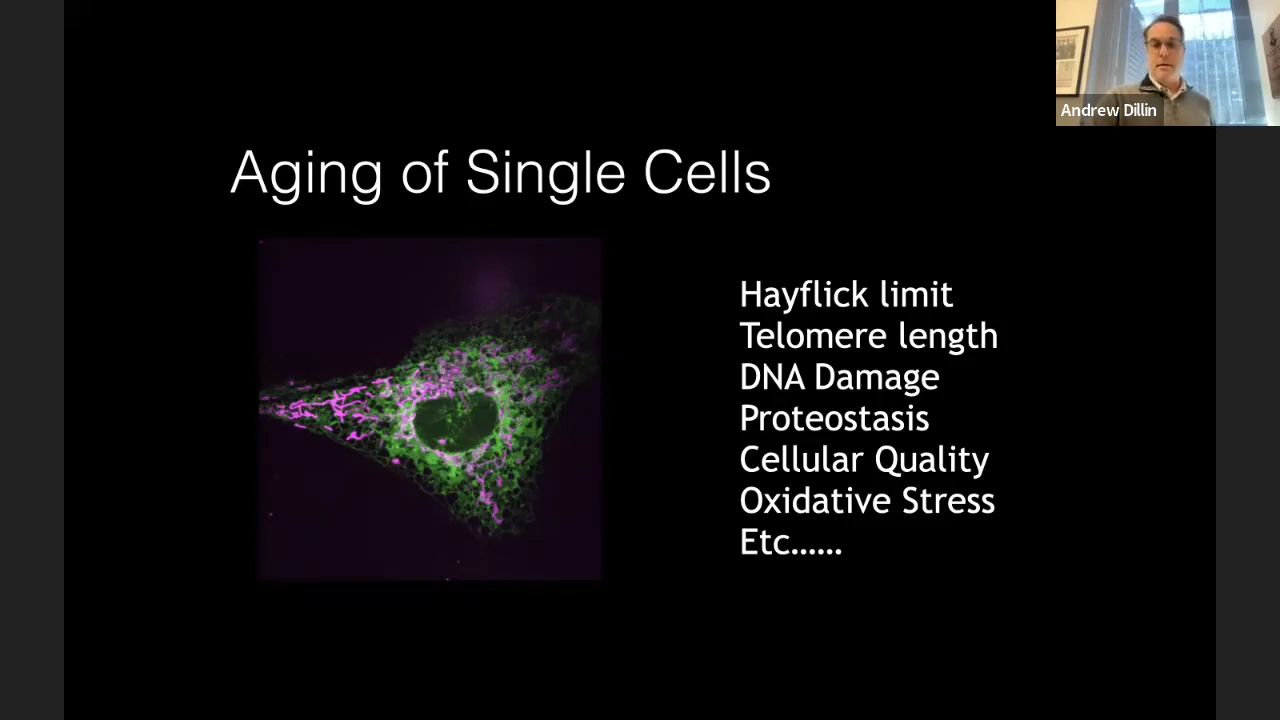 Andrew Dillin
Aging of Single Cells
Hayflick limit
Telomere length
DNA Damage
Proteostasis
Cellular Quality
Oxidative Stress
Etc......